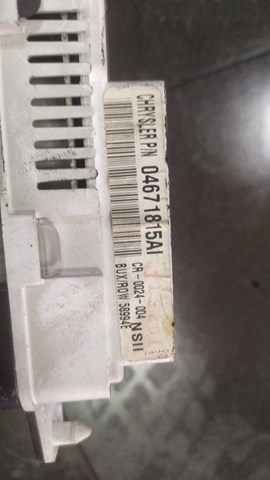 CHRYSLER P/N 04671815AI
CR-0024-004 NSII
BUX/ROW 58994E